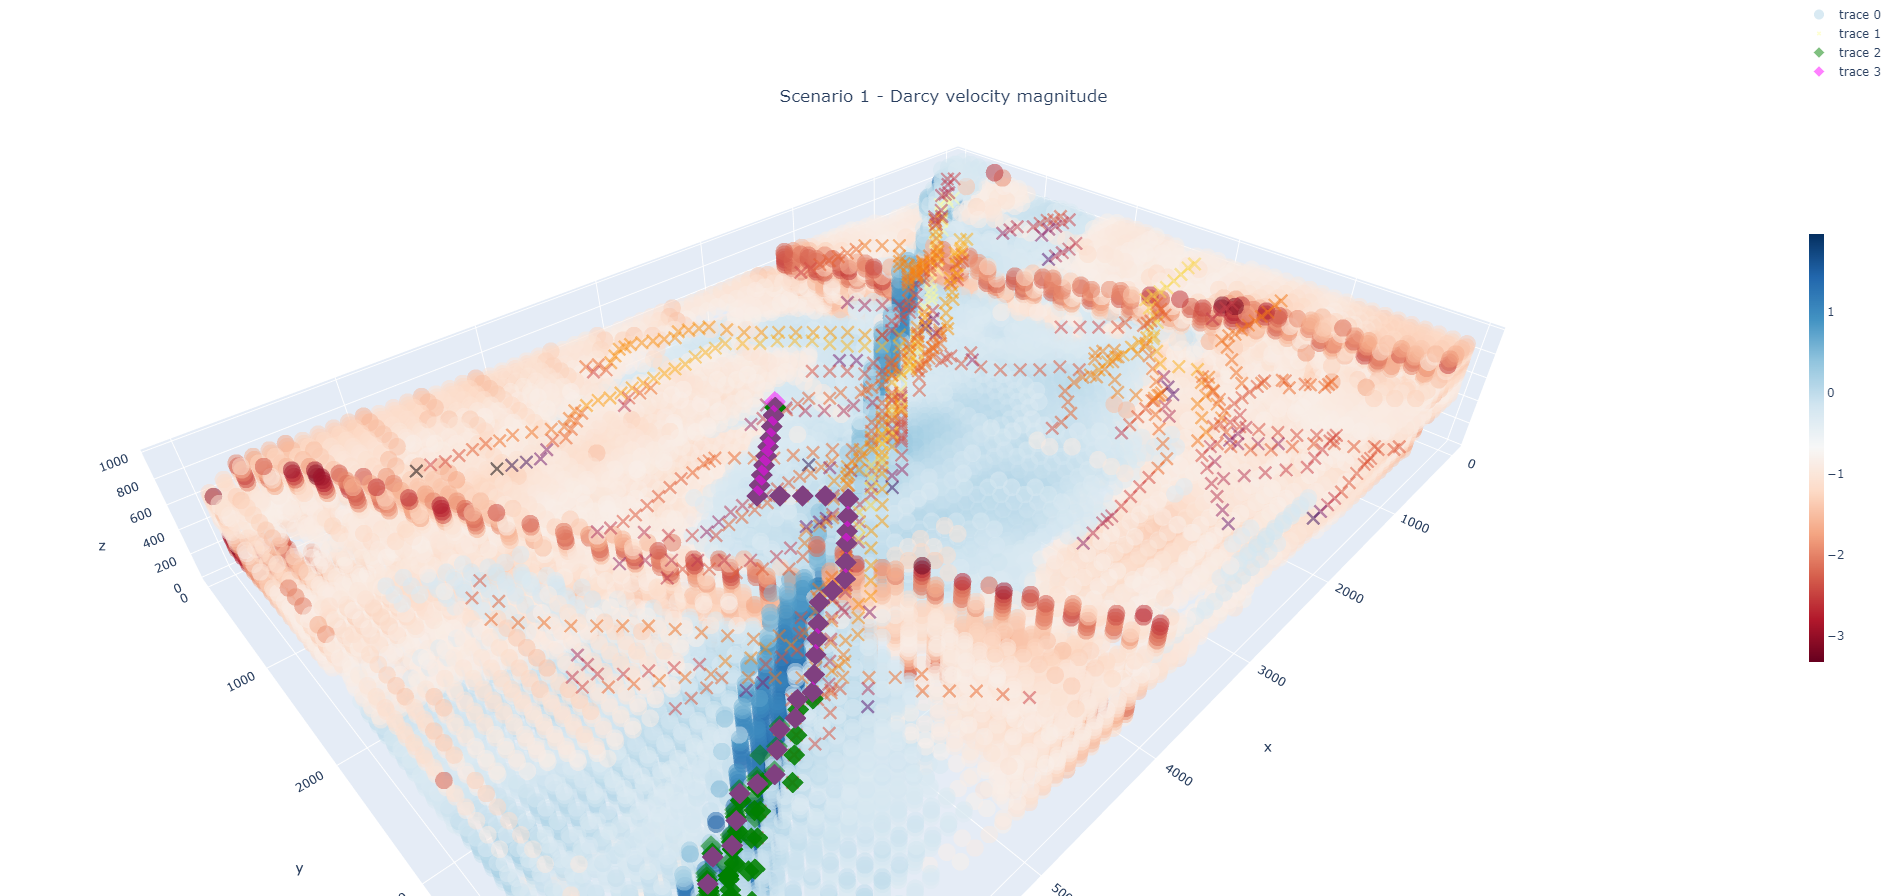 trace 0
trace 1
trace 2
trace 3
Scenario 1 - Darcy velocity magnitude
1
0
−1
−2
−3
1000
800
600
400
200
0
z
0
1000
2000
y
0
1000
2000
3000
4000
x